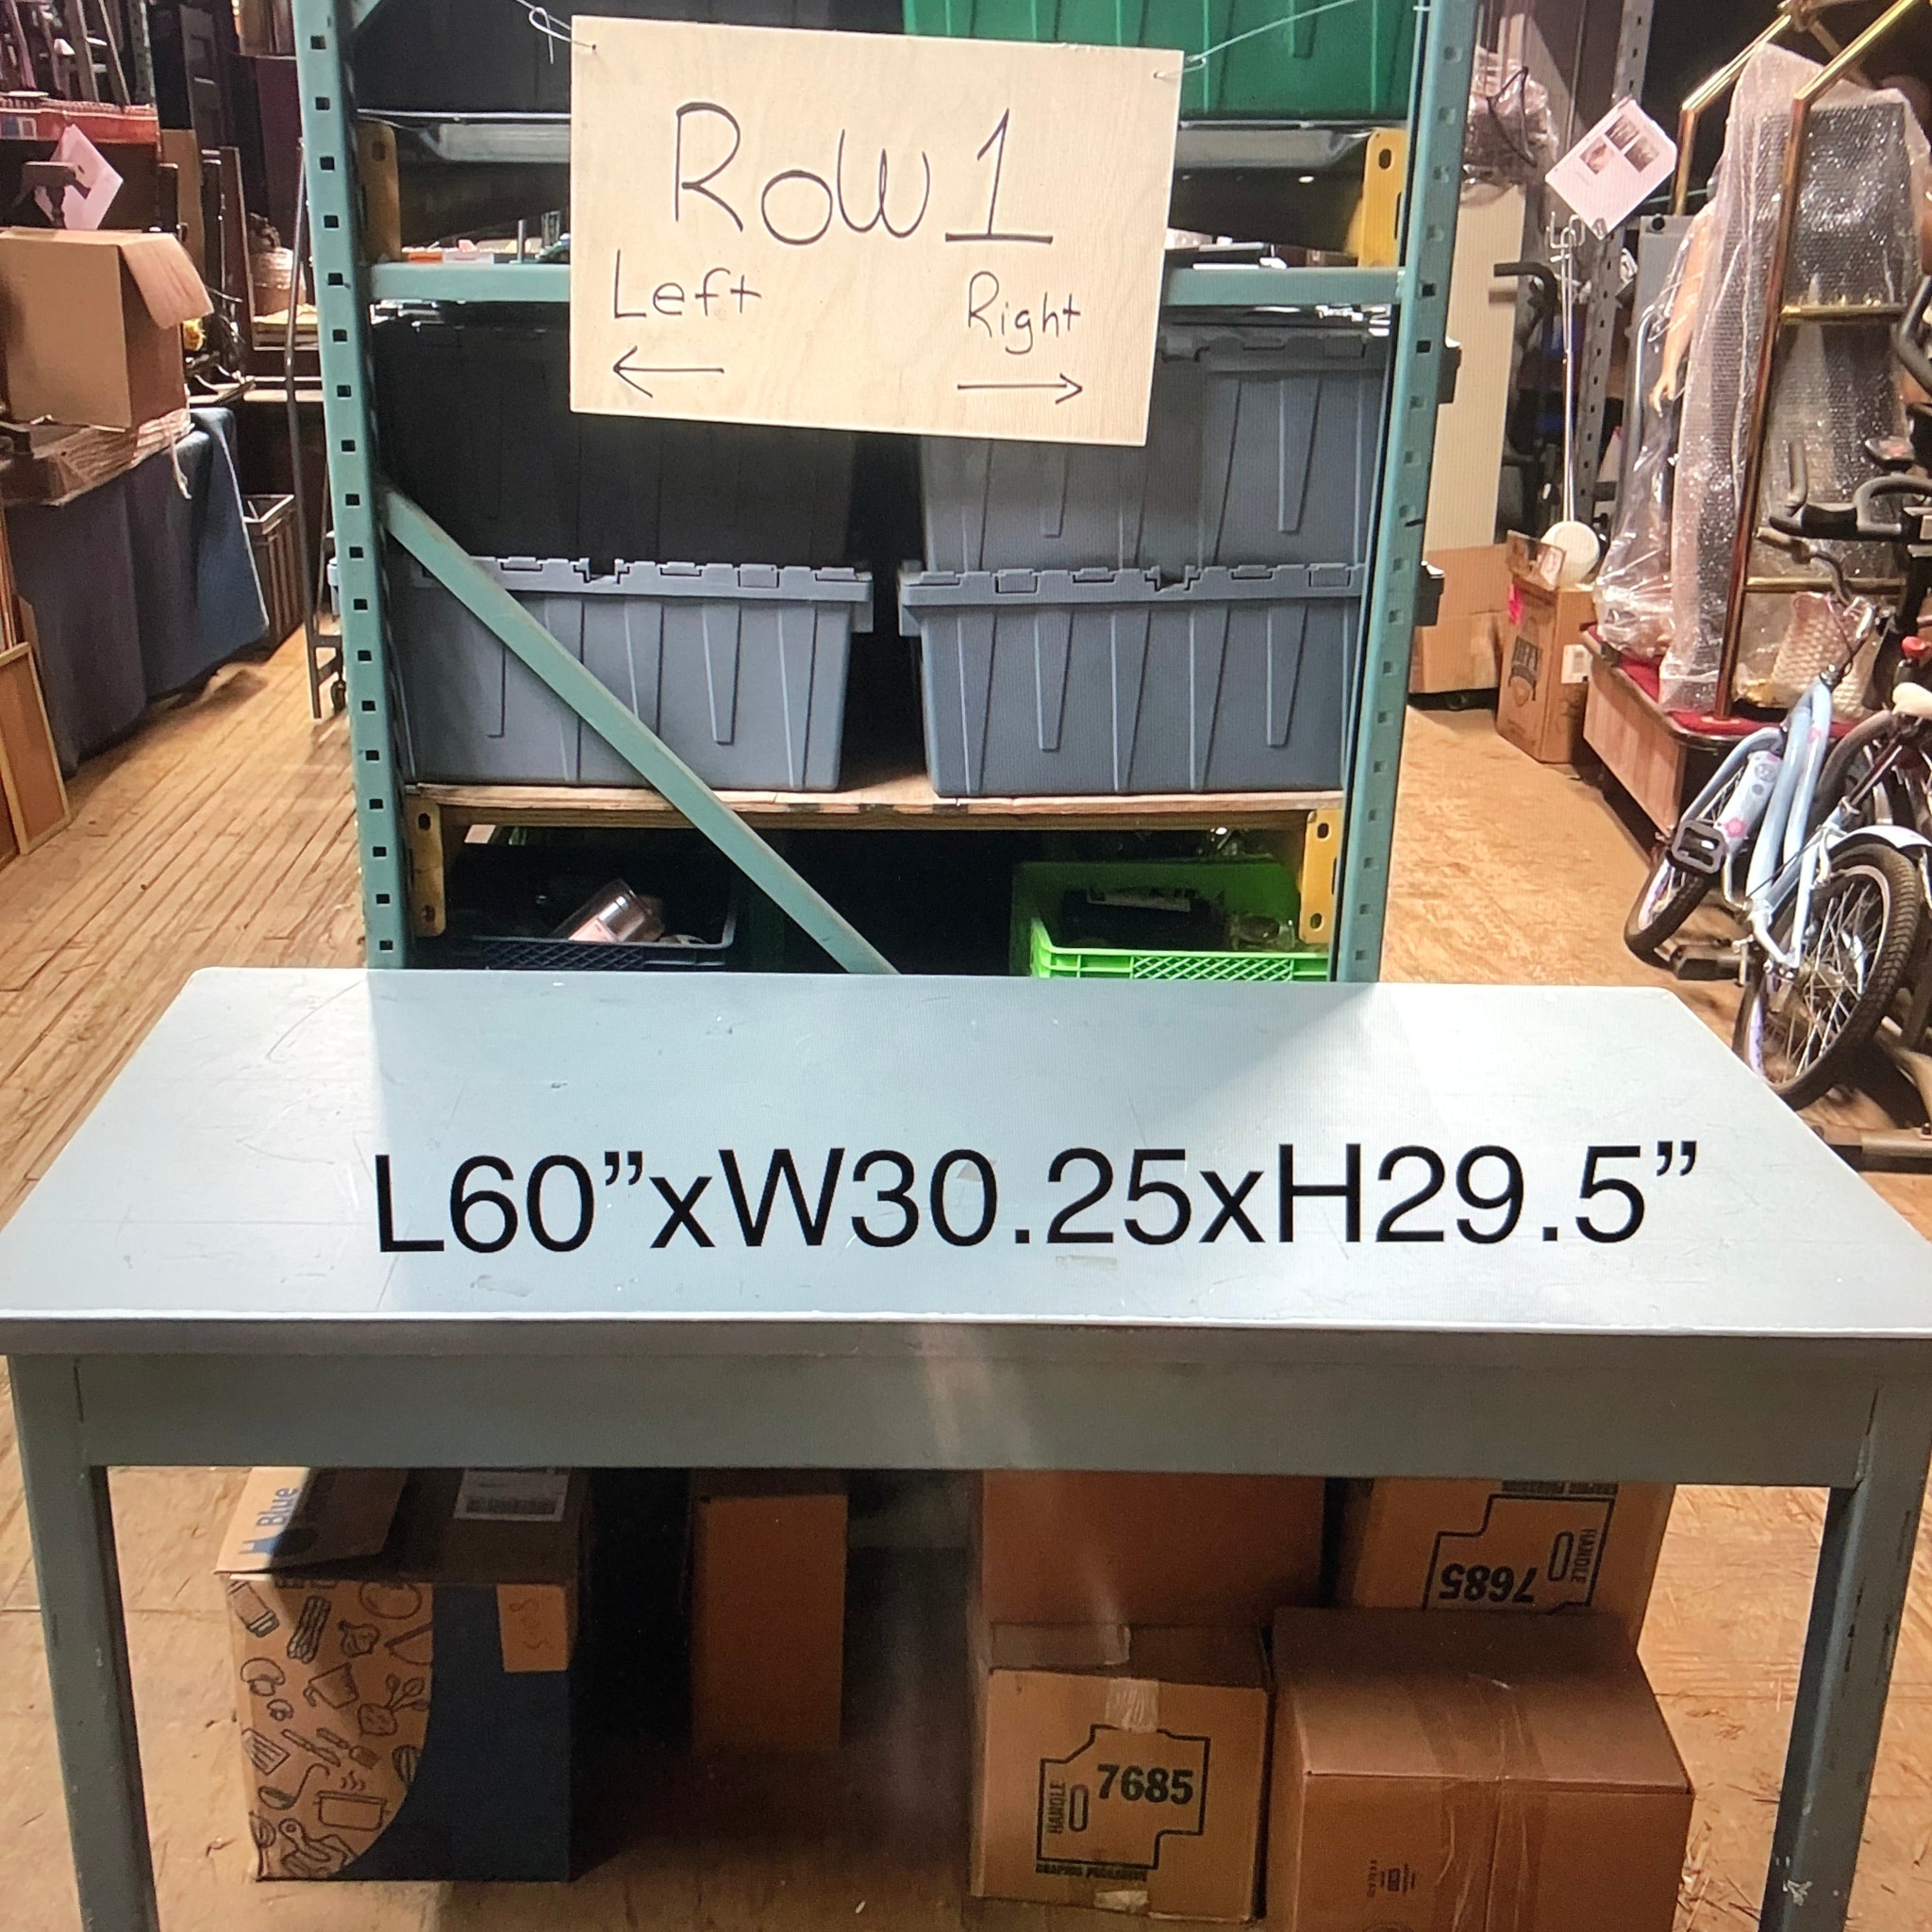 Row 1
Left
Right
L60”xW30.25xH29.5”
Blue
HANDLE
7685
HANDLE
7685